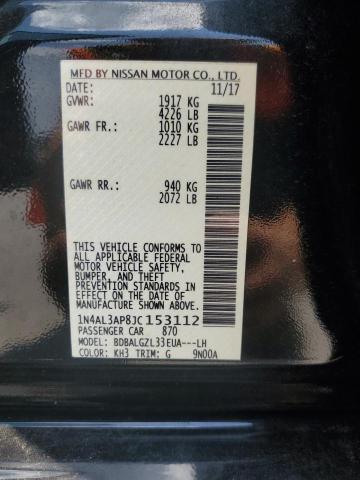 MFD BY NISSAN MOTOR CO., LTD.
DATE: 11/17
GVWR: 1917 KG
4226 LB
GAWR FR.: 1010 KG
2227 LB
GAWR RR.: 940 KG
2072 LB
THIS VEHICLE CONFORMS TO
ALL APPLICABLE FEDERAL
MOTOR VEHICLE SAFETY,
BUMPER, AND THEFT
PREVENTION STANDARDS
IN EFFECT ON THE DATE OF
MANUFACTURE SHOWN ABOVE.
1N4AL3AP8JC153112
PASSENGER CAR 870
MODEL: BDBALGZL33EUA---LH
COLOR: KH3 TRIM: G 9N00A